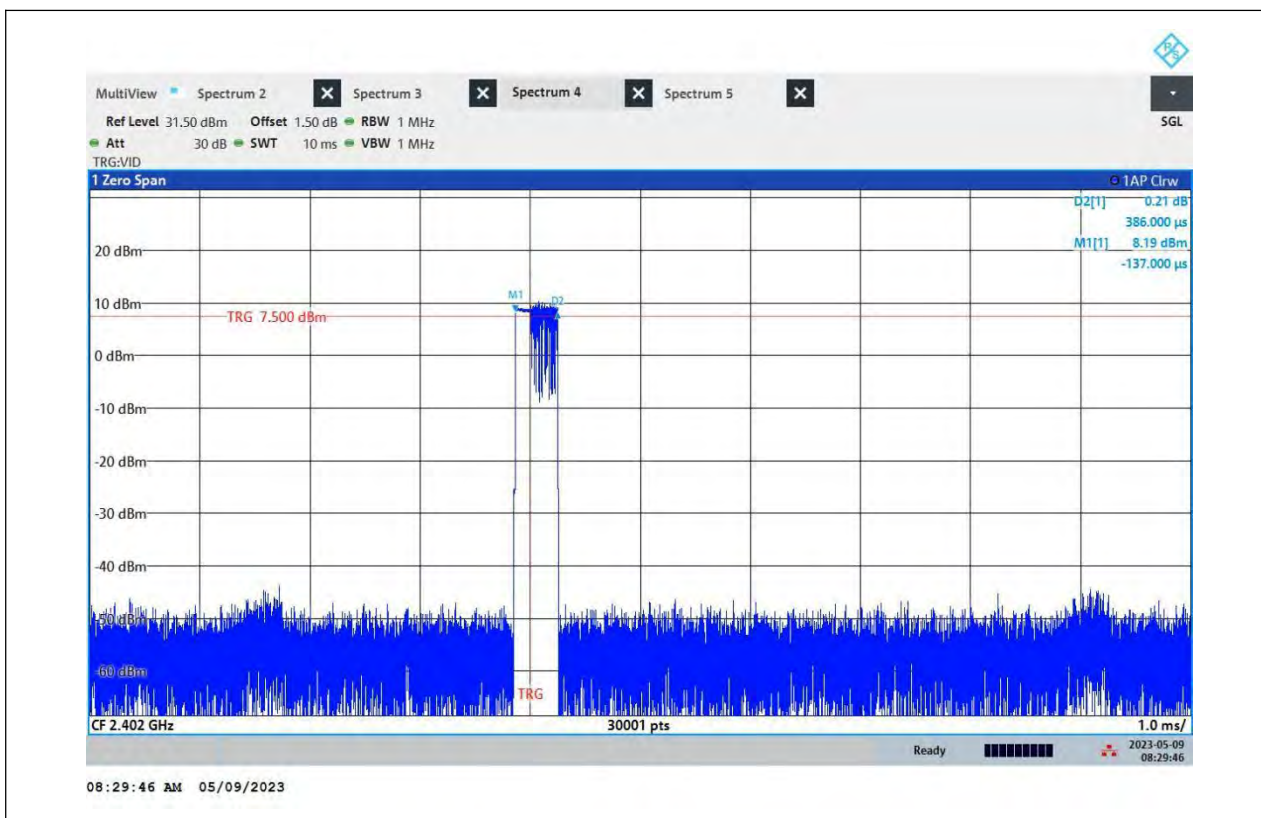 R S
MultiView Spectrum 2 X Spectrum 3 X Spectrum 4 X Spectrum 5 X
Ref Level 31.50 dBm Offset 1.50 dB RBW 1 MHz SGL
Att 30 dB SWT 10 ms VBW 1 MHz
TRG:VID
1 Zero Span 1AP Clrw
D2[1] 0.21 dB
386.000 µs
M1[1] 8.19 dBm
-137.000 µs
20 dBm
M1 D2
10 dBm
TRG 7.500 dBm
0 dBm
-10 dBm
-20 dBm
-30 dBm
-40 dBm
-50 dBm
-60 dBm
TRG
CF 2.402 GHz 30001 pts 1.0 ms/
Ready 2023-05-09
08:29:46
08:29:46 AM 05/09/2023